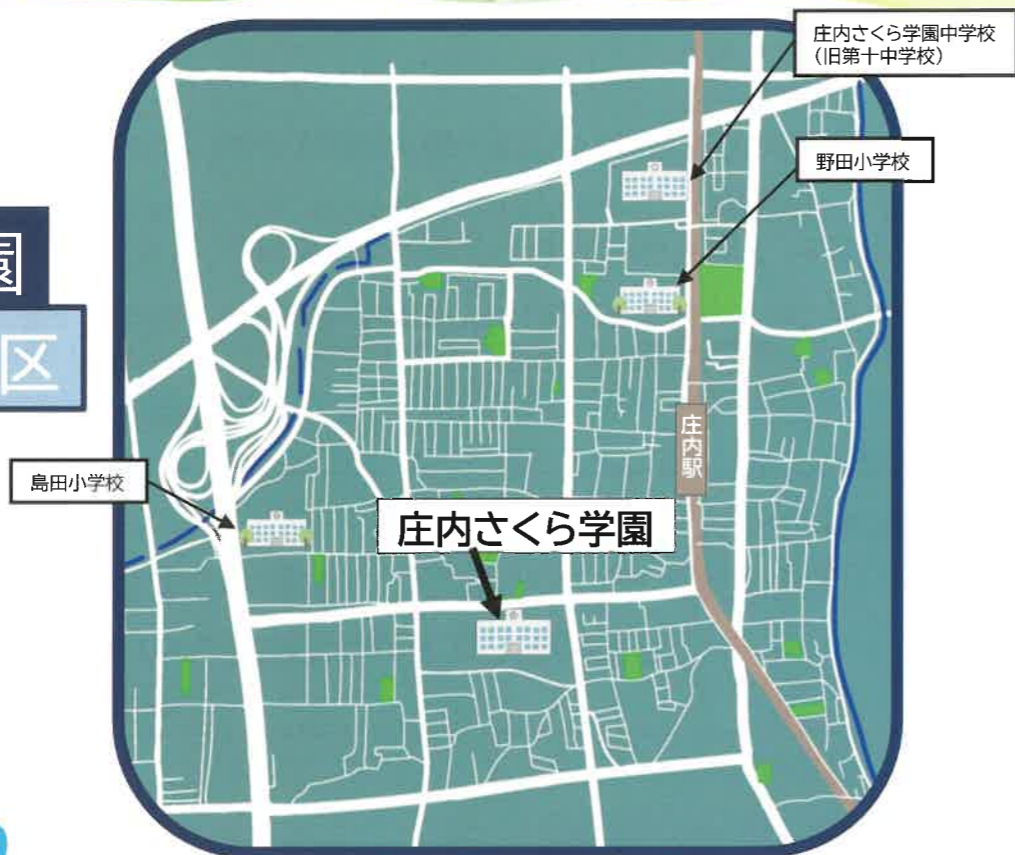 庄内さくら学園中学校
(旧第十中学校)
野田小学校
園
区
庄内駅
島田小学校
庄内さくら学園